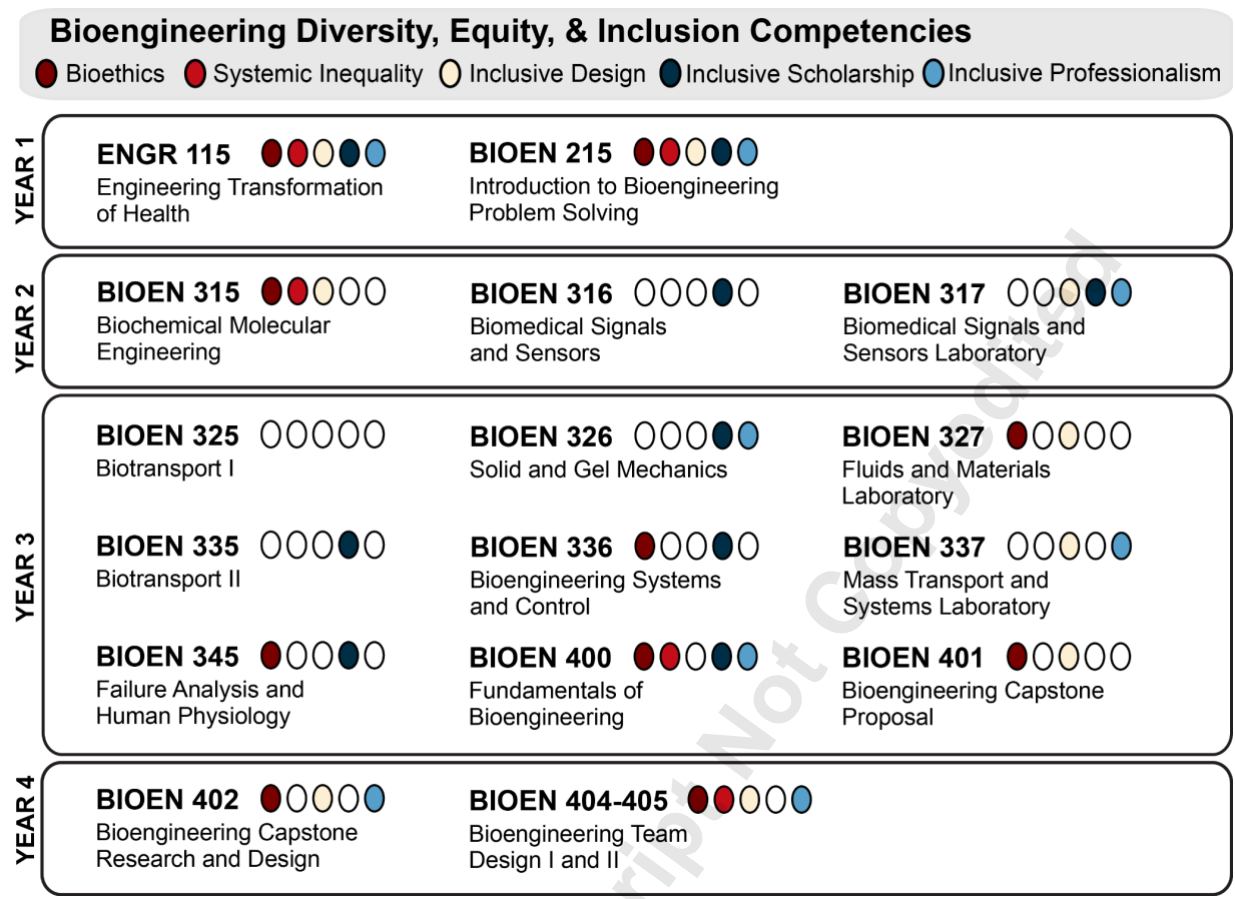 Bioengineering Diversity, Equity, & Inclusion Competencies
Bioethics Systemic Inequality Inclusive Design Inclusive Scholarship Inclusive Professionalism
YEAR 1
ENGR 115
Engineering Transformation
of Health
BIOEN 215
Introduction to Bioengineering
Problem Solving
YEAR 2
BIOEN 315
Biochemical Molecular
Engineering
BIOEN 316
Biomedical Signals
and Sensors
BIOEN 317
Biomedical Signals and
Sensors Laboratory
YEAR 3
BIOEN 325
Biotransport I
BIOEN 326
Solid and Gel Mechanics
BIOEN 327
Fluids and Materials
Laboratory
BIOEN 335
Biotransport II
BIOEN 336
Bioengineering Systems
and Control
BIOEN 337
Mass Transport and
Systems Laboratory
BIOEN 345
Failure Analysis and
Human Physiology
BIOEN 400
Fundamentals of
Bioengineering
BIOEN 401
Bioengineering Capstone
Proposal
YEAR 4
BIOEN 402
Bioengineering Capstone
Research and Design
BIOEN 404-405
Bioengineering Team
Design I and II
ript Not Copyedited